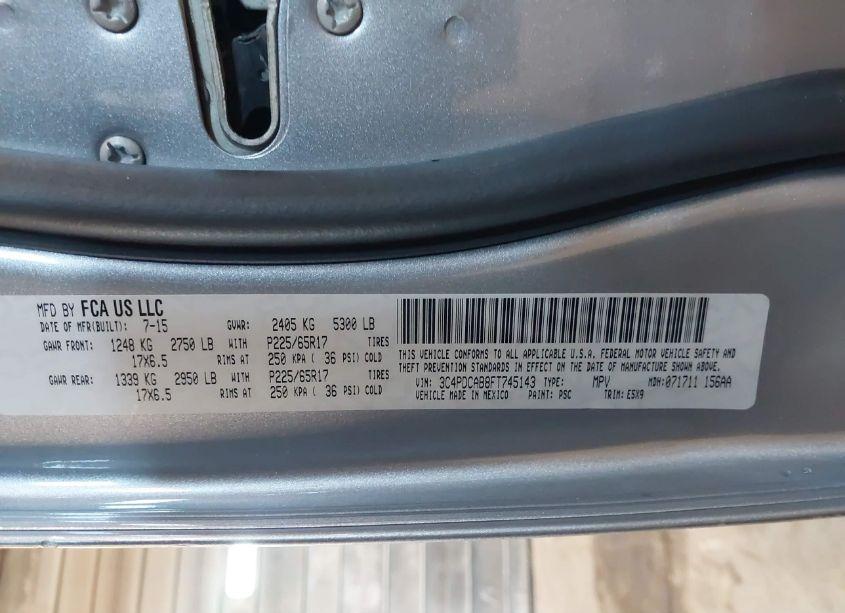 MFD BY FCA US LLC
DATE OF MFR(BUILT): 7-15 GVWR: 2405 KG 5300 LB
GAWR FRONT: 1248 KG 2750 LB WITH P225/65R17 TIRES
17X6.5 RIMS AT 250 KPA ( 36 PSI) COLD
GAWR REAR: 1339 KG 2950 LB WITH P225/65R17 TIRES
17X6.5 RIMS AT 250 KPA ( 36 PSI) COLD
THIS VEHICLE CONFORMS TO ALL APPLICABLE U.S.A. FEDERAL MOTOR VEHICLE SAFETY AND
THEFT PREVENTION STANDARDS IN EFFECT ON THE DATE OF MANUFACTURE SHOWN ABOVE.
VIN: 3C4PDCAB8FT745143 TYPE: MPV MDH:071711 156AA
VEHICLE MADE IN MEXICO PAINT: PSC TRIM: E5X9